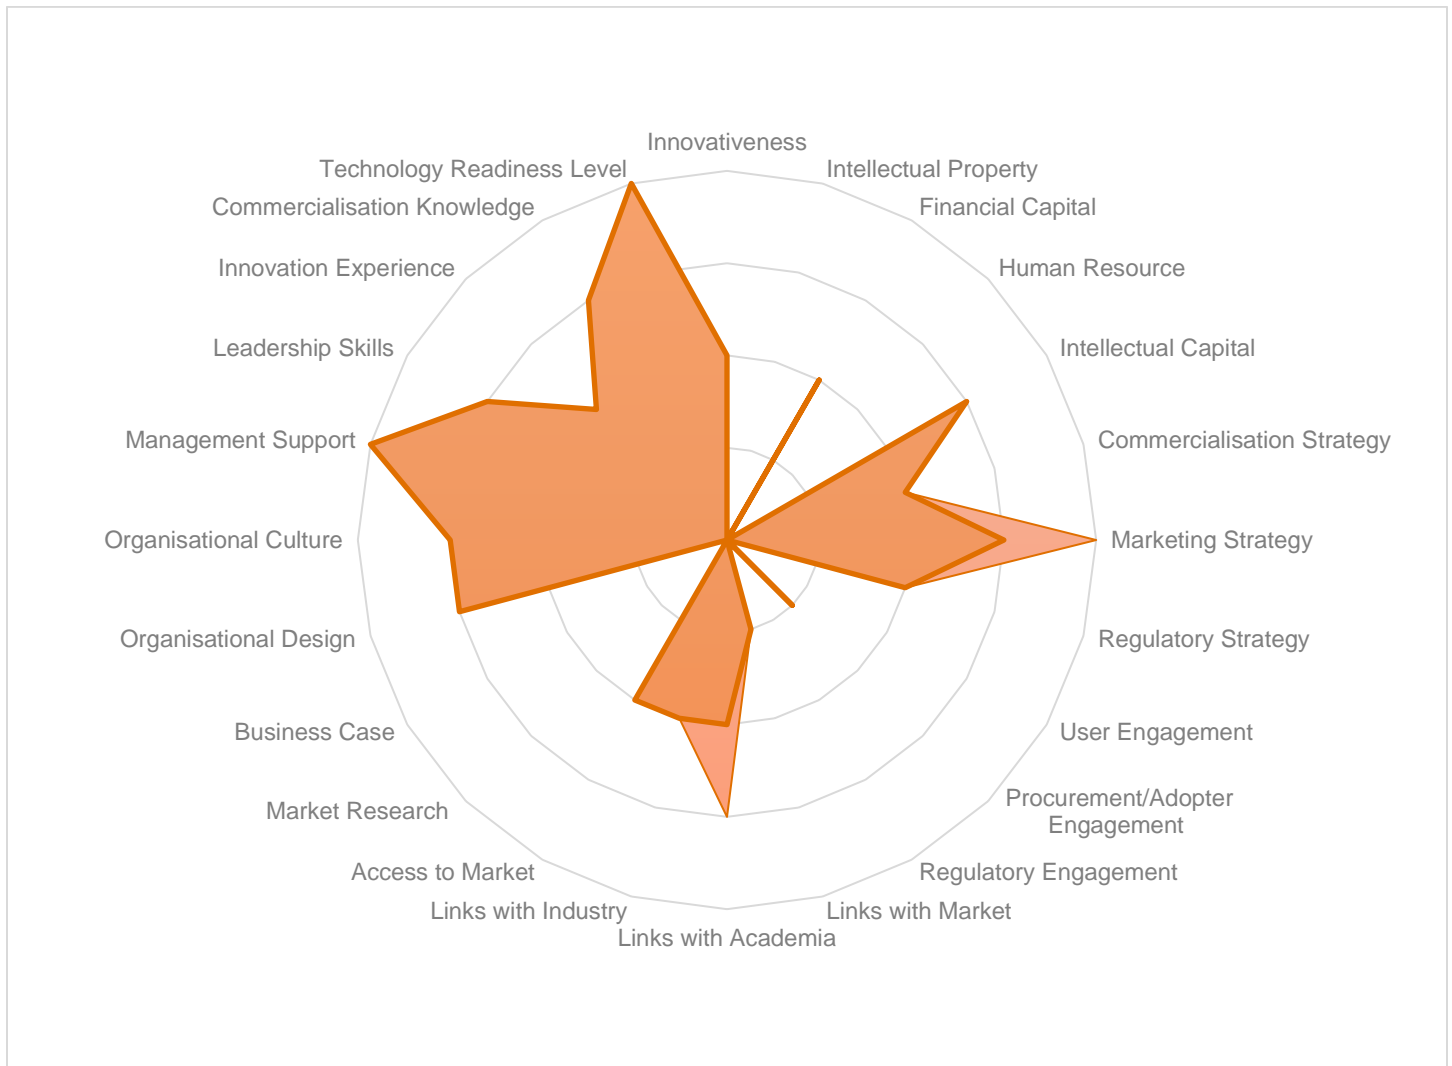 Innovativeness
Technology Readiness Level
Intellectual Property
Commercialisation Knowledge
Financial Capital
Innovation Experience
Human Resource
Leadership Skills
Intellectual Capital
Management Support
Commercialisation Strategy
Organisational Culture
Marketing Strategy
Organisational Design
Regulatory Strategy
Business Case
User Engagement
Market Research
Procurement/Adopter
Engagement
Access to Market
Regulatory Engagement
Links with Industry
Links with Market
Links with Academia